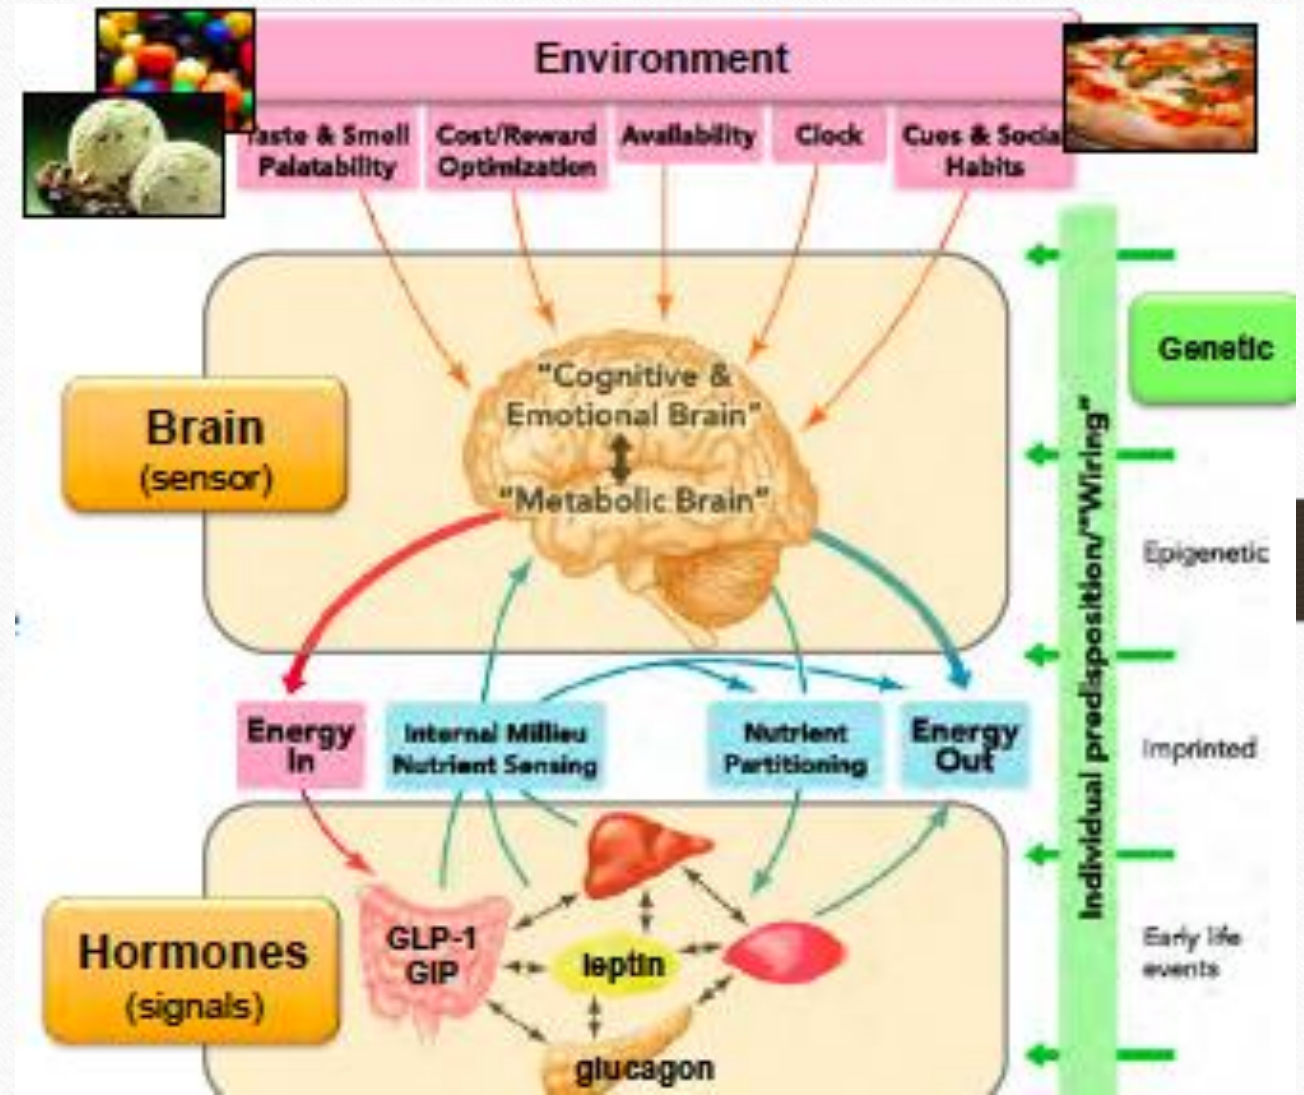 Environment
Taste & Smell
Palatability
Cost/Reward
Optimization
Availability
Clock
Cues & Social
Habits
Brain
(sensor)
"Cognitive &
Emotional Brain"
"Metabolic Brain"
Genetic
Individual predisposition/"Wiring"
Epigenetic
Imprinted
Early life
events
Energy
In
Internal Millieu
Nutrient Sensing
Nutrient
Partitioning
Energy
Out
Hormones
(signals)
GLP-1
GIP
leptin
glucagon